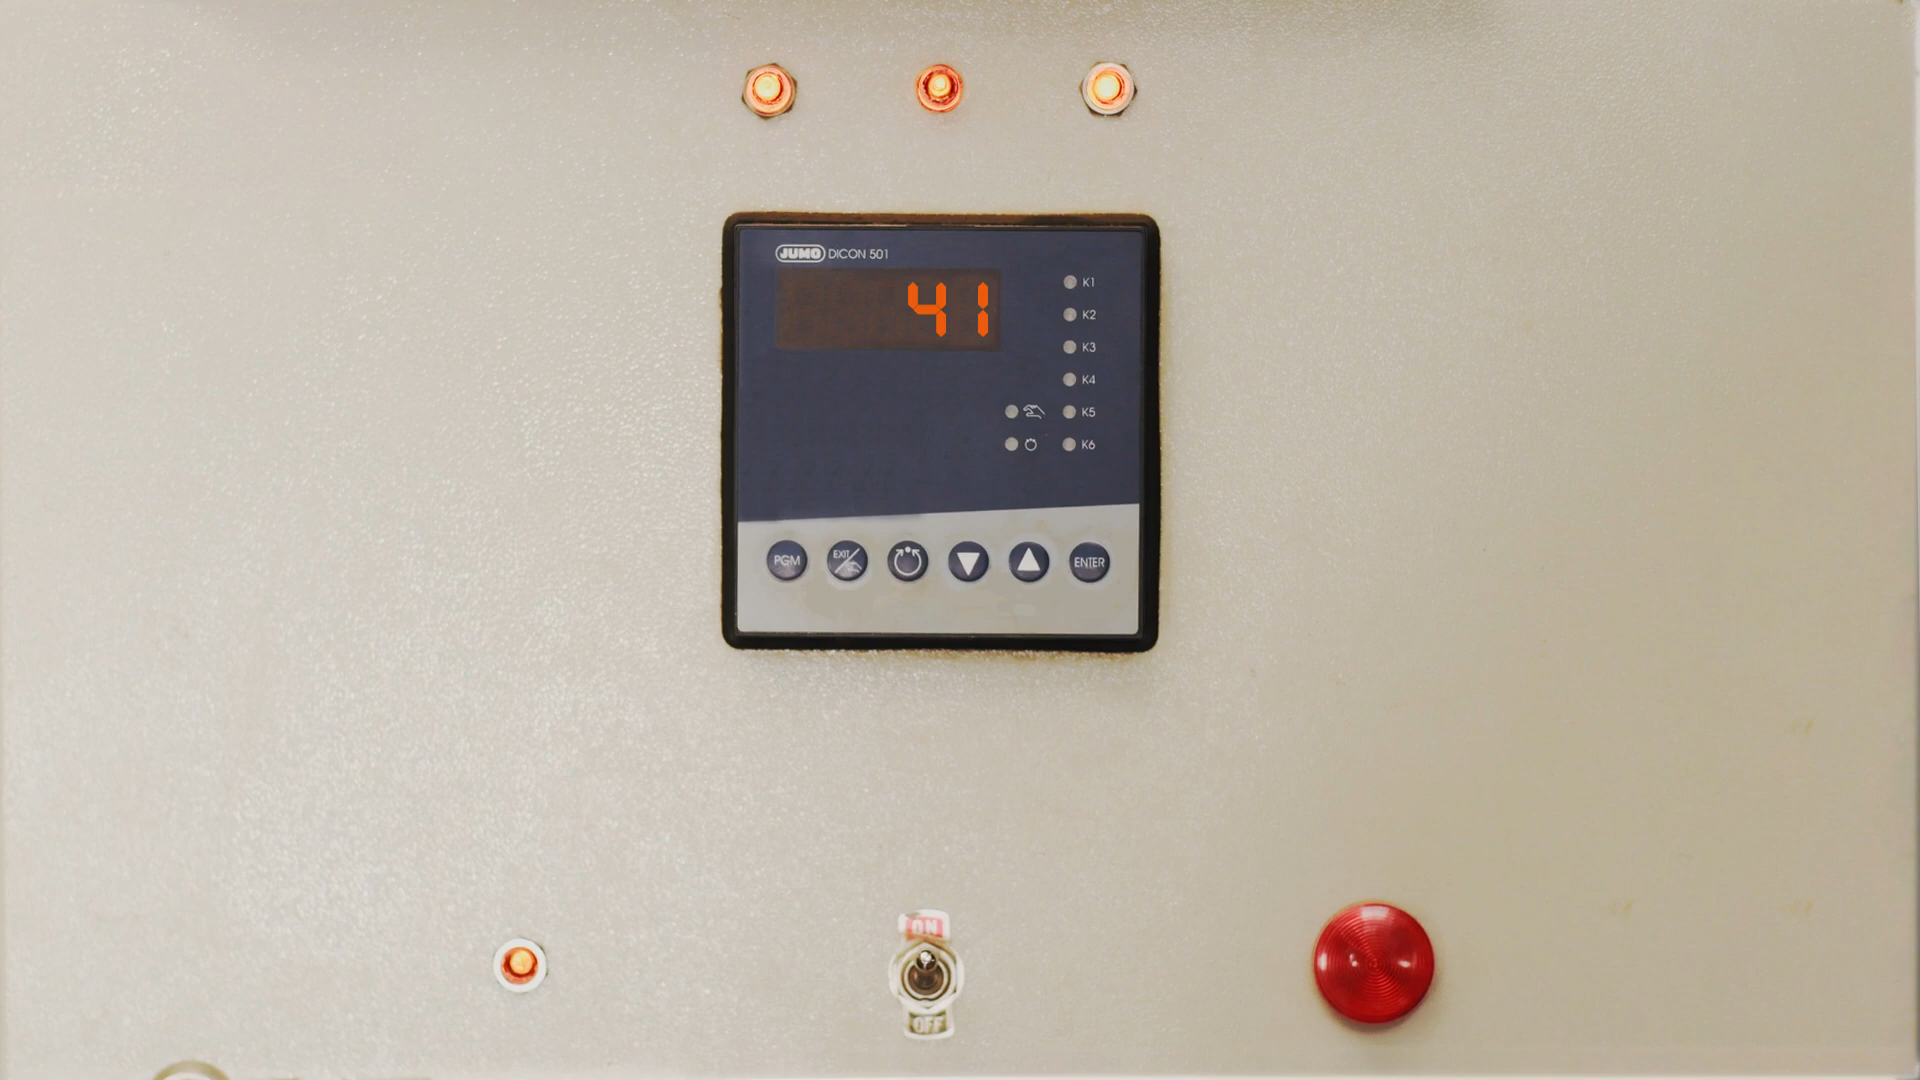 JUMO DICON 501
41
K1
K2
K3
K4
K5
K6
PGM EXIT ENTER
ON
OFF